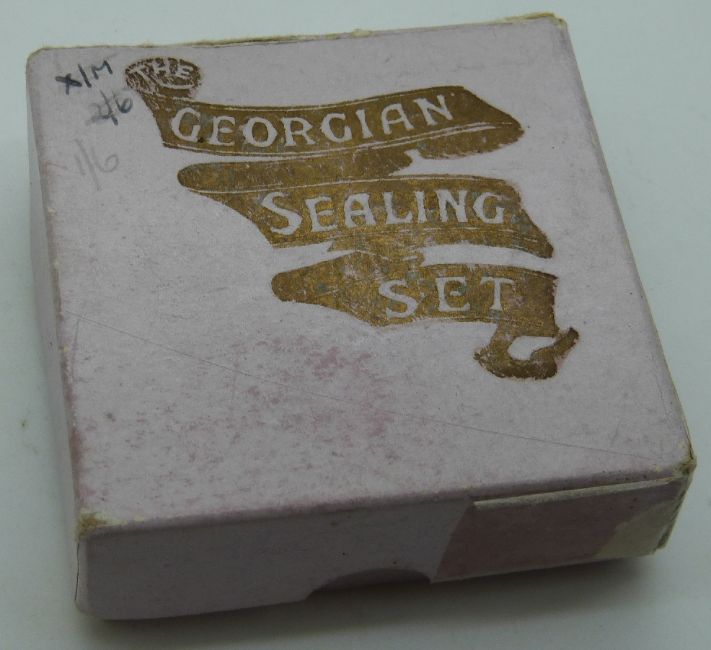 x/M
2/6
1/6
THE
GEORGIAN
SEALING
SET